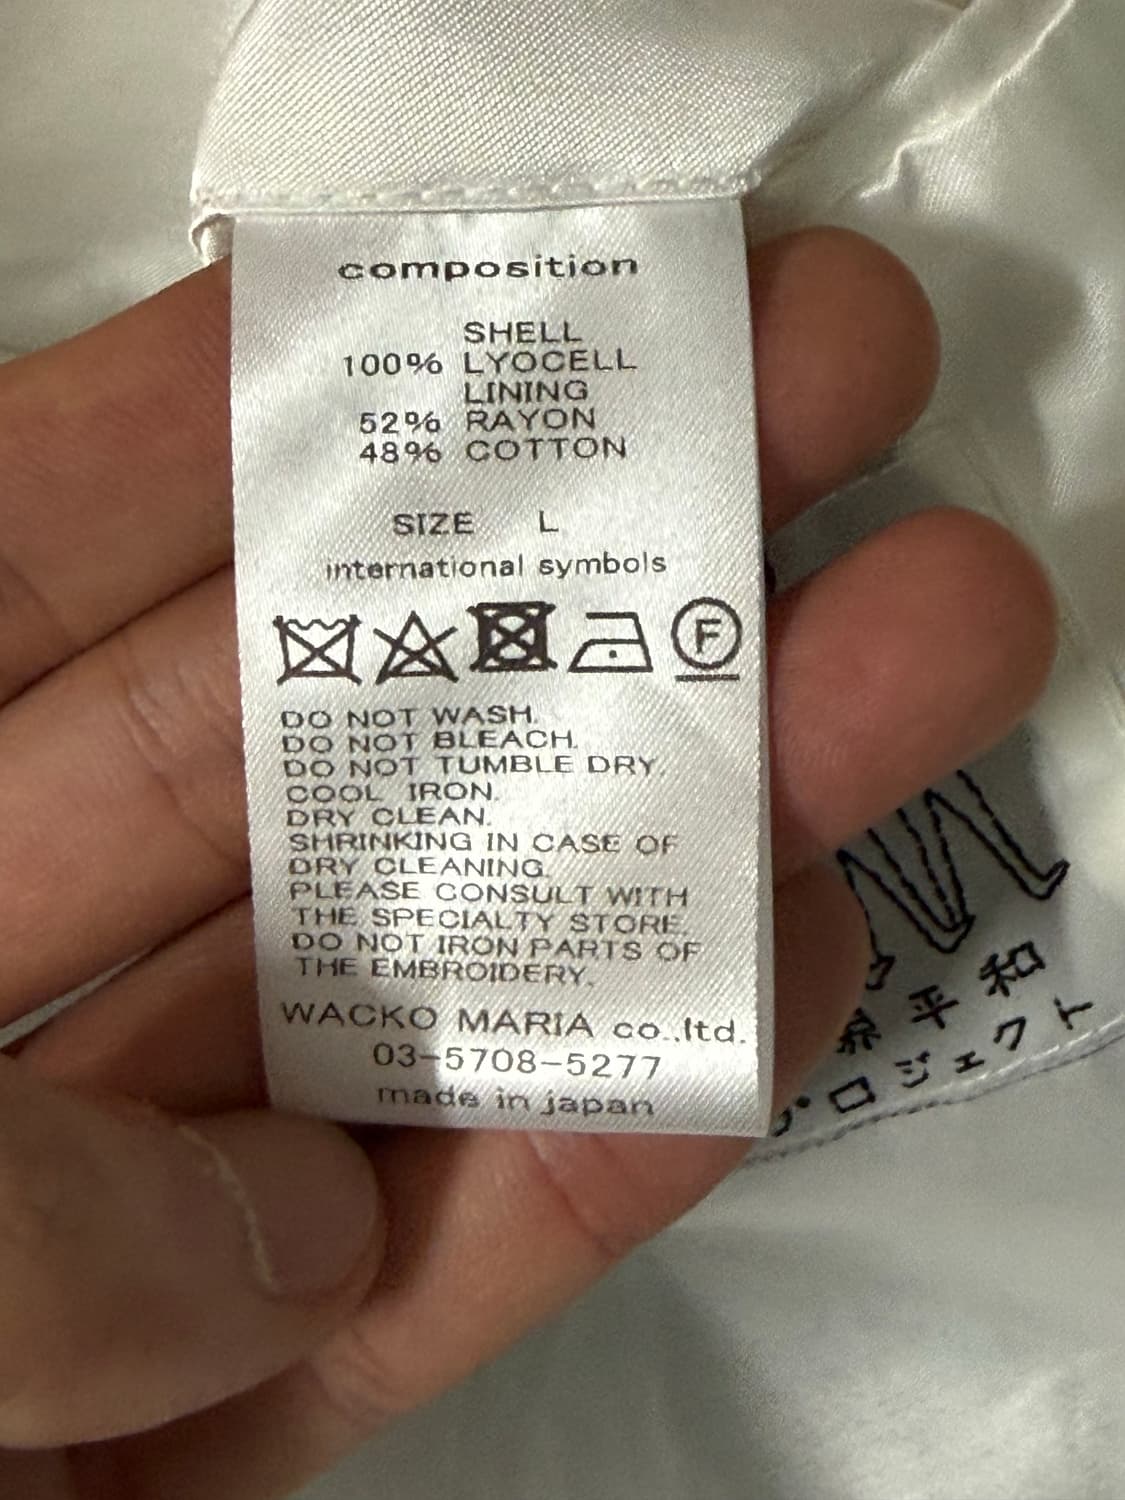 composition
SHELL
100% LYOCELL
LINING
52% RAYON
48% COTTON
SIZE L
international symbols
F
DO NOT WASH.
DO NOT BLEACH.
DO NOT TUMBLE DRY.
COOL IRON.
DRY CLEAN.
SHRINKING IN CASE OF
DRY CLEANING.
PLEASE CONSULT WITH
THE SPECIALTY STORE.
DO NOT IRON PARTS OF
THE EMBROIDERY.
WACKO MARIA co.,ltd.
03-5708-5277
made in japan
平和
プロジェクト